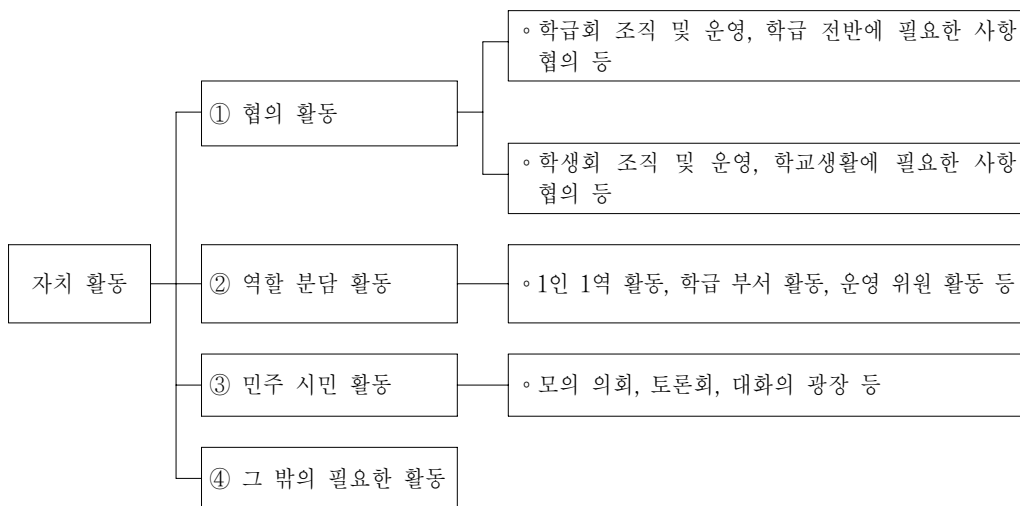 ◦학급회 조직 및 운영, 학급 전반에 필요한 사항
협의 등
① 협의 활동
◦학생회 조직 및 운영, 학교생활에 필요한 사항
협의 등
자치 활동
② 역할 분담 활동
◦1인 1역 활동, 학급 부서 활동, 운영 위원 활동 등
③ 민주 시민 활동
◦모의 의회, 토론회, 대화의 광장 등
④ 그 밖의 필요한 활동